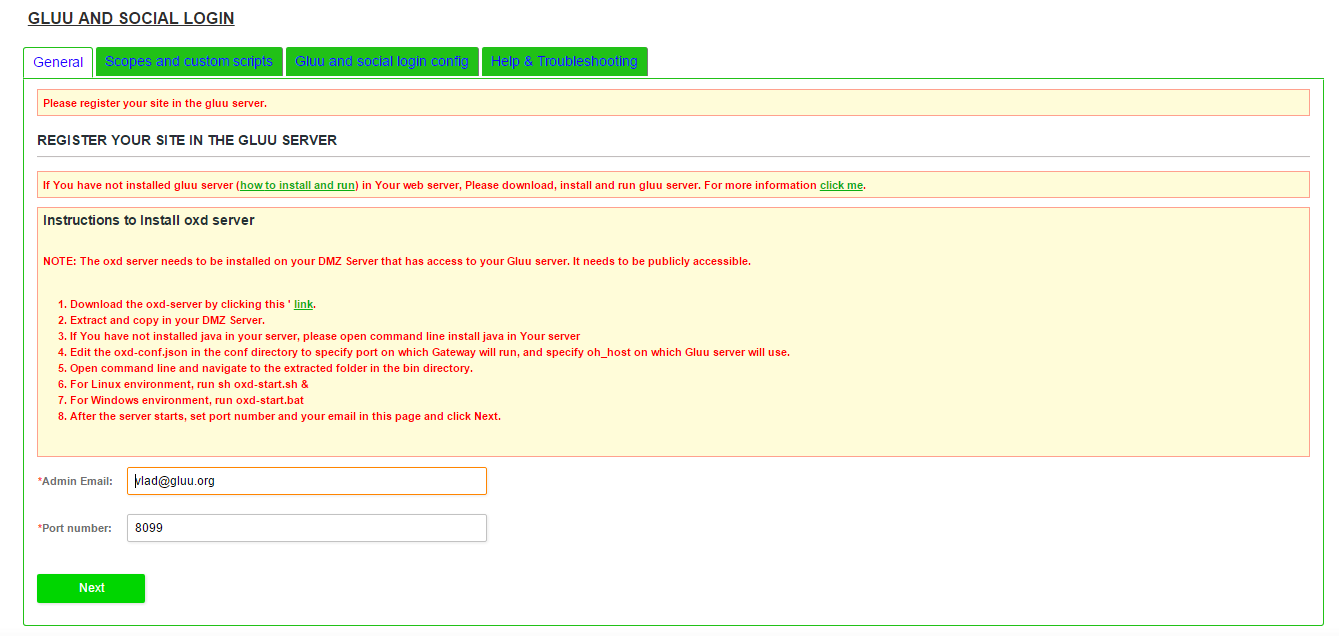 GLUU AND SOCIAL LOGIN
General Scopes and custom scripts Gluu and social login config Help & Troubleshooting
Please register your site in the gluu server.
REGISTER YOUR SITE IN THE GLUU SERVER
If You have not installed gluu server (how to install and run) in Your web server, Please download, install and run gluu server. For more information click me.
Instructions to Install oxd server
NOTE: The oxd server needs to be installed on your DMZ Server that has access to your Gluu server. It needs to be publicly accessible.
1. Download the oxd-server by clicking this ' link.
2. Extract and copy in your DMZ Server.
3. If You have not installed java in your server, please open command line install java in Your server
4. Edit the oxd-conf.json in the conf directory to specify port on which Gateway will run, and specify oh_host on which Gluu server will use.
5. Open command line and navigate to the extracted folder in the bin directory.
6. For Linux environment, run sh oxd-start.sh &
7. For Windows environment, run oxd-start.bat
8. After the server starts, set port number and your email in this page and click Next.
*Admin Email: vlad@gluu.org
*Port number: 8099
Next